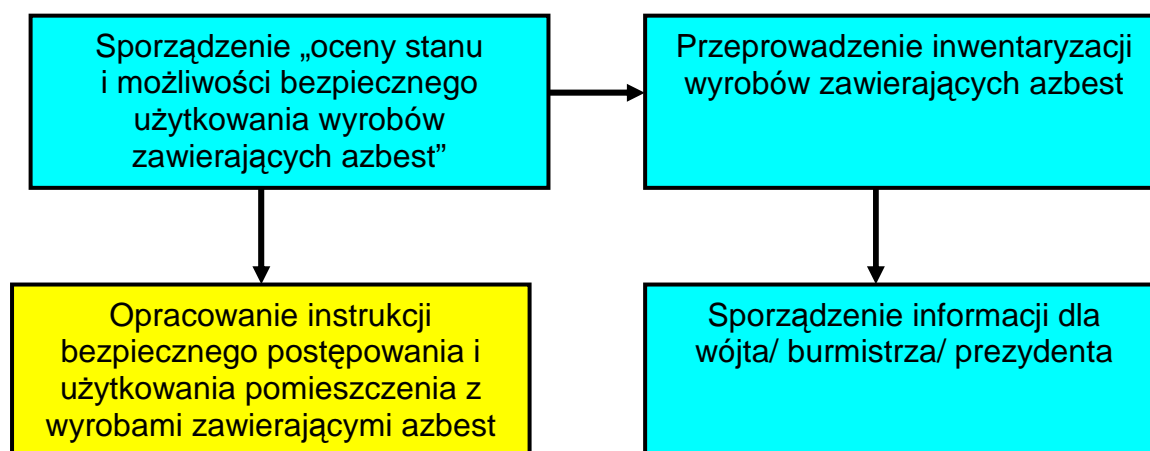 Sporządzenie „oceny stanu
i możliwości bezpiecznego
użytkowania wyrobów
zawierających azbest”
Przeprowadzenie inwentaryzacji
wyrobów zawierających azbest
Opracowanie instrukcji
bezpiecznego postępowania i
użytkowania pomieszczenia z
wyrobami zawierającymi azbest
Sporządzenie informacji dla
wójta/ burmistrza/ prezydenta